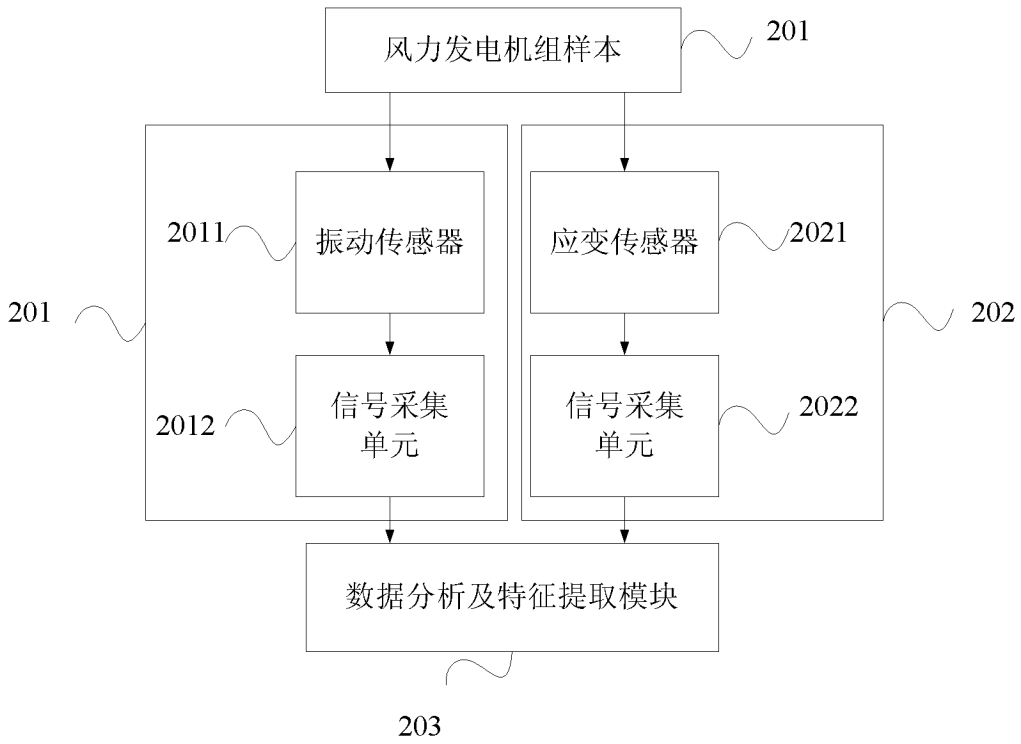 风力发电机组样本
201
振动传感器
2011
应变传感器
2021
201
202
信号采集
单元
2012
信号采集
单元
2022
数据分析及特征提取模块
203